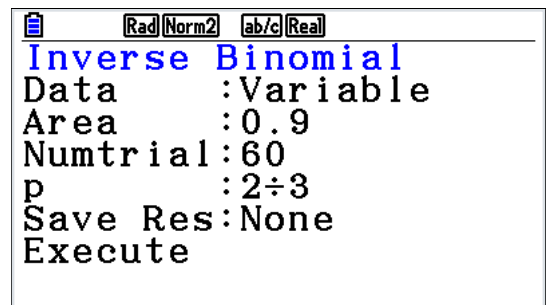 Rad Norm2 ab/c Real
Inverse Binomial
Data :Variable
Area :0.9
Numtrial:60
p :2÷3
Save Res:None
Execute